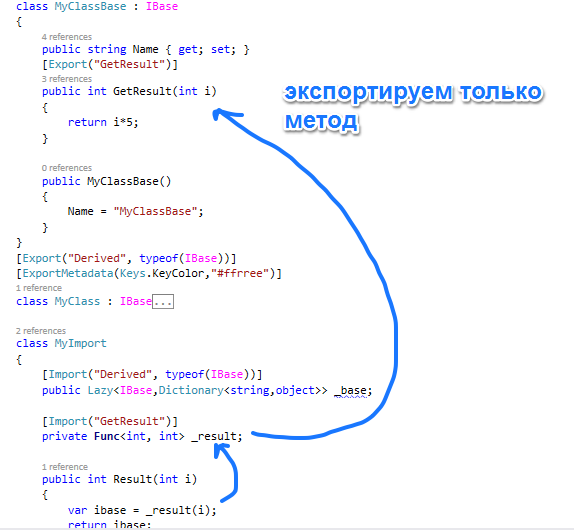 class MyClassBase : IBase
{
4 references
public string Name { get; set; }
[Export("GetResult")]
3 references
public int GetResult(int i)
{
return i*5;
}
экспортируем только
метод
0 references
public MyClassBase()
{
Name = "MyClassBase";
}
}
[Export("Derived", typeof(IBase))]
[ExportMetadata(Keys.KeyColor,"#ffrree")]
1 reference
class MyClass : IBase...
2 references
class MyImport
{
[Import("Derived", typeof(IBase))]
public Lazy<IBase,Dictionary<string,object>> _base;
[Import("GetResult")]
private Func<int, int> _result;
1 reference
public int Result(int i)
{
var ibase = _result(i);
return ibase;